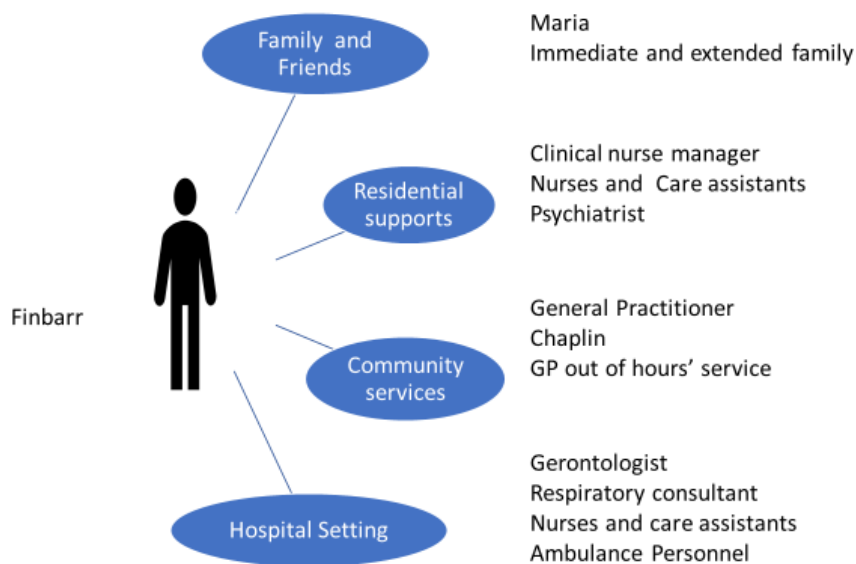 Family and
Friends
Maria
Immediate and extended family
Residential
supports
Clinical nurse manager
Nurses and Care assistants
Psychiatrist
Finbarr
Community
services
General Practitioner
Chaplin
GP out of hours' service
Hospital Setting
Gerontologist
Respiratory consultant
Nurses and care assistants
Ambulance Personnel